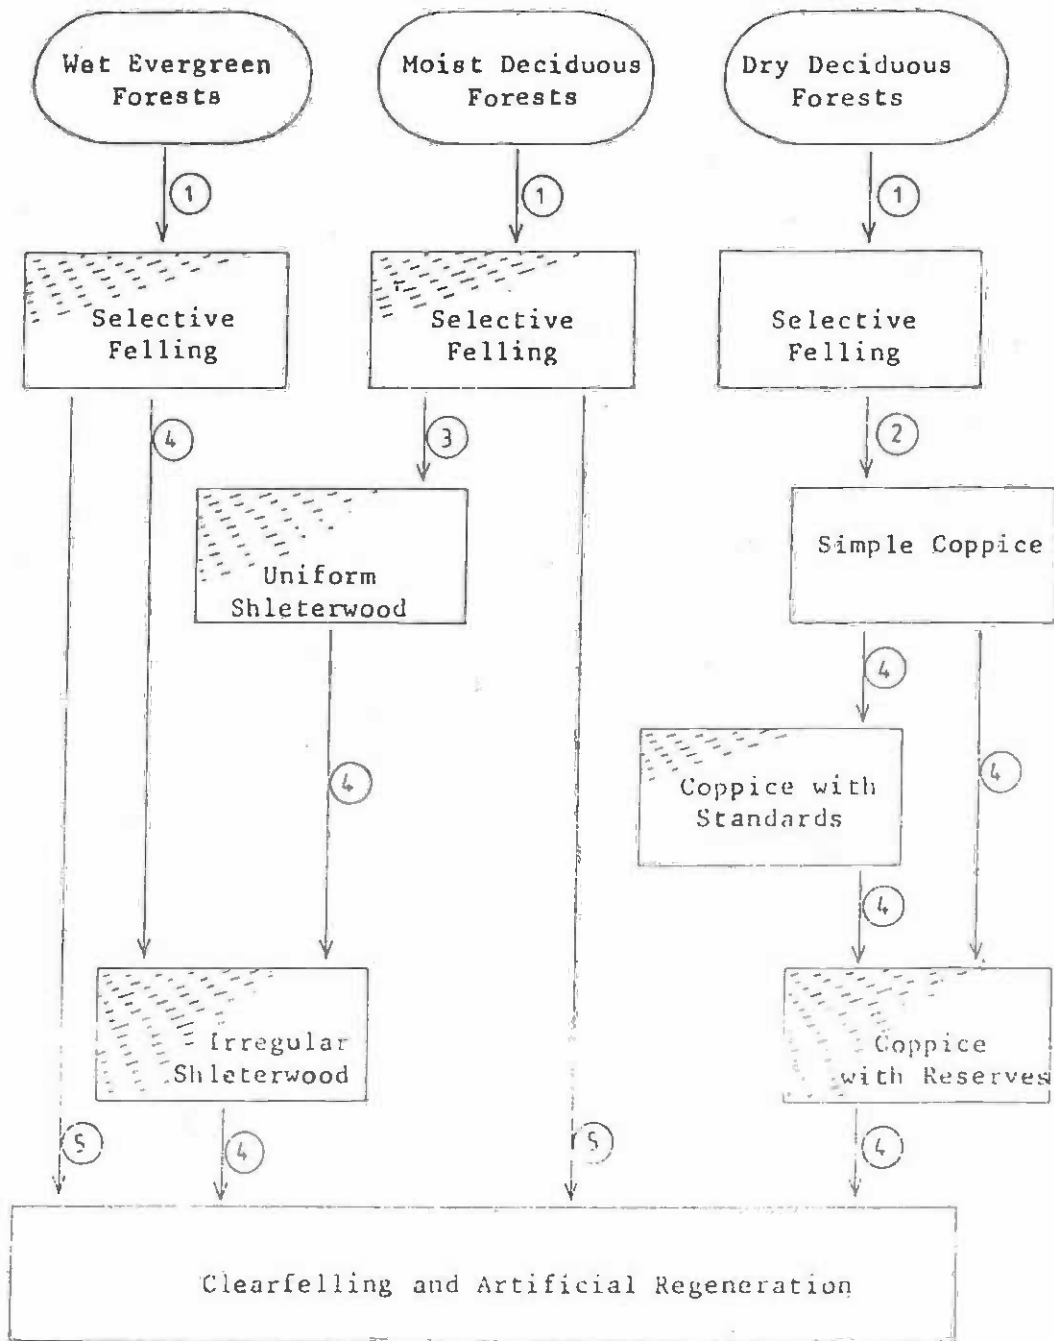 Wet Evergreen
Forests
Moist Deciduous
Forests
Dry Deciduous
Forests
1
1
1
Selective
Felling
Selective
Felling
Selective
Felling
4
3
2
Uniform
Shleterwood
Simple Coppice
4
4
4
Coppice with
Standards
4
Irregular
Shleterwood
Coppice
with Reserves
5
4
5
4
Clearfelling and Artificial Regeneration